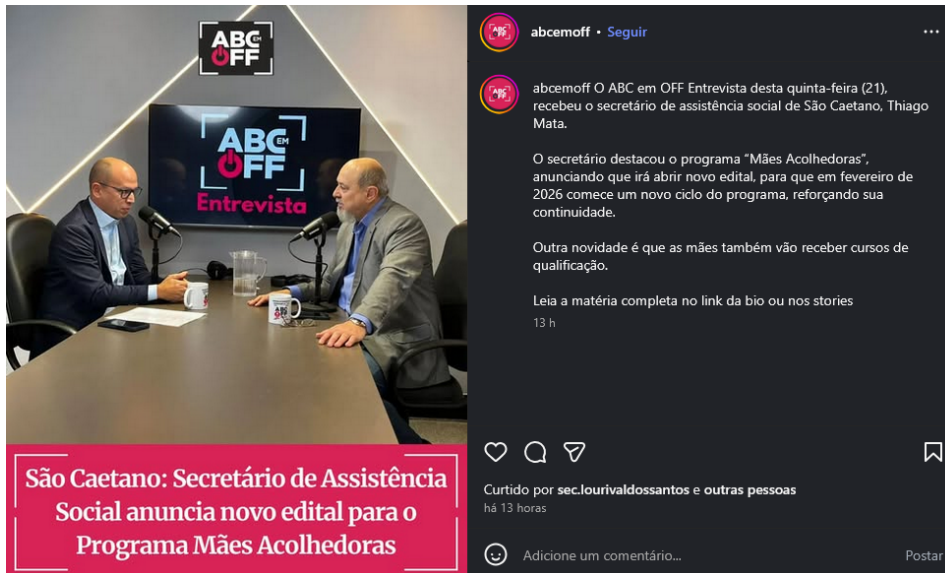 ABC EM
OFF
ABC EM
OFF
Entrevista
São Caetano: Secretário de Assistência
Social anuncia novo edital para o
Programa Mães Acolhedoras
abcemoff • Seguir
abcemoff O ABC em OFF Entrevista desta quinta-feira (21),
recebeu o secretário de assistência social de São Caetano, Thiago
Mata.
O secretário destacou o programa “Mães Acolhedoras”,
anunciando que irá abrir novo edital, para que em fevereiro de
2026 comece um novo ciclo do programa, reforçando sua
continuidade.
Outra novidade é que as mães também vão receber cursos de
qualificação.
Leia a matéria completa no link da bio ou nos stories
13 h
Curtido por sec.lourivaldossantos e outras pessoas
há 13 horas
Adicione um comentário...
Postar